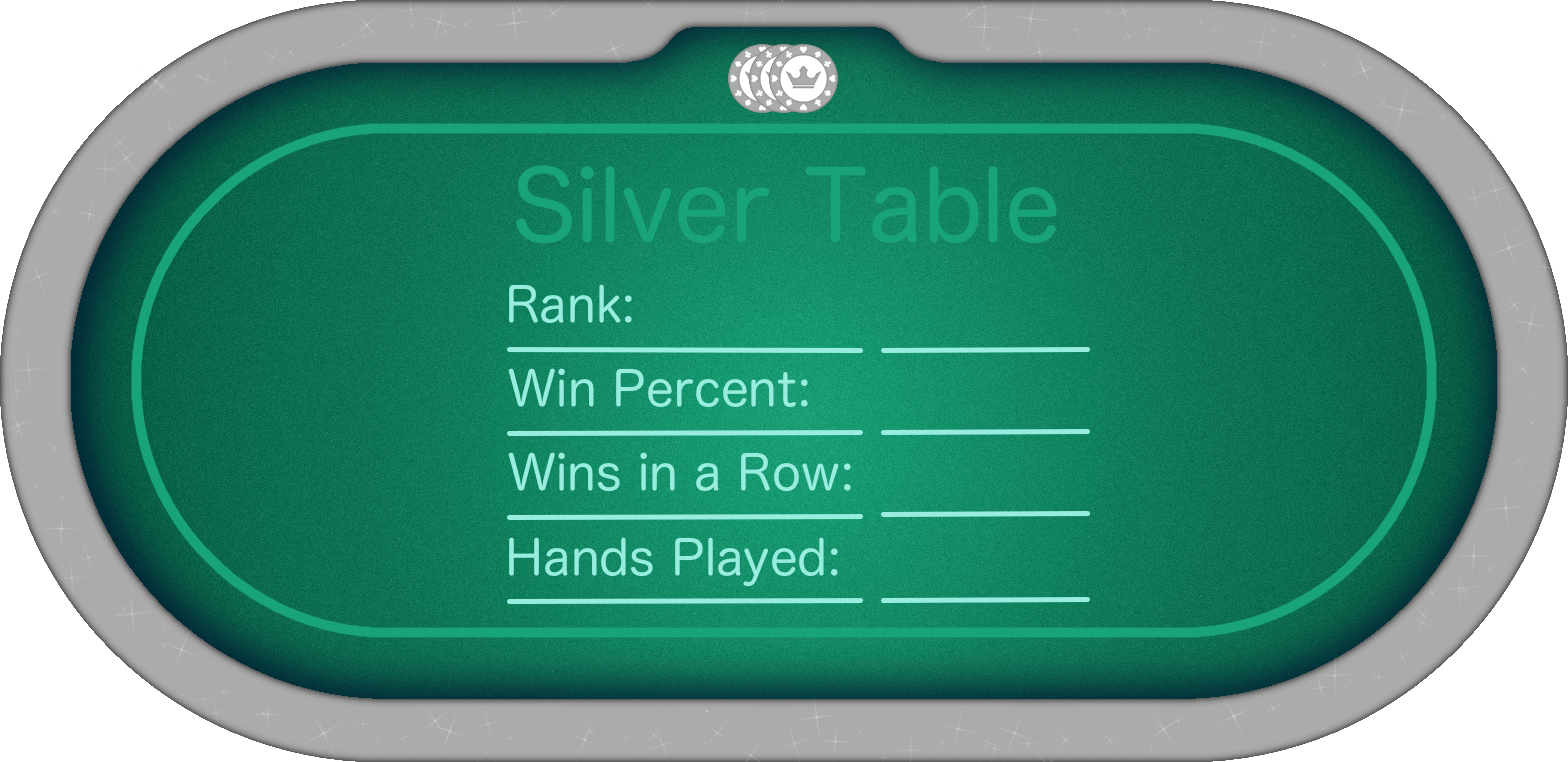 Silver Table
Rank:
Win Percent:
Wins in a Row:
Hands Played: